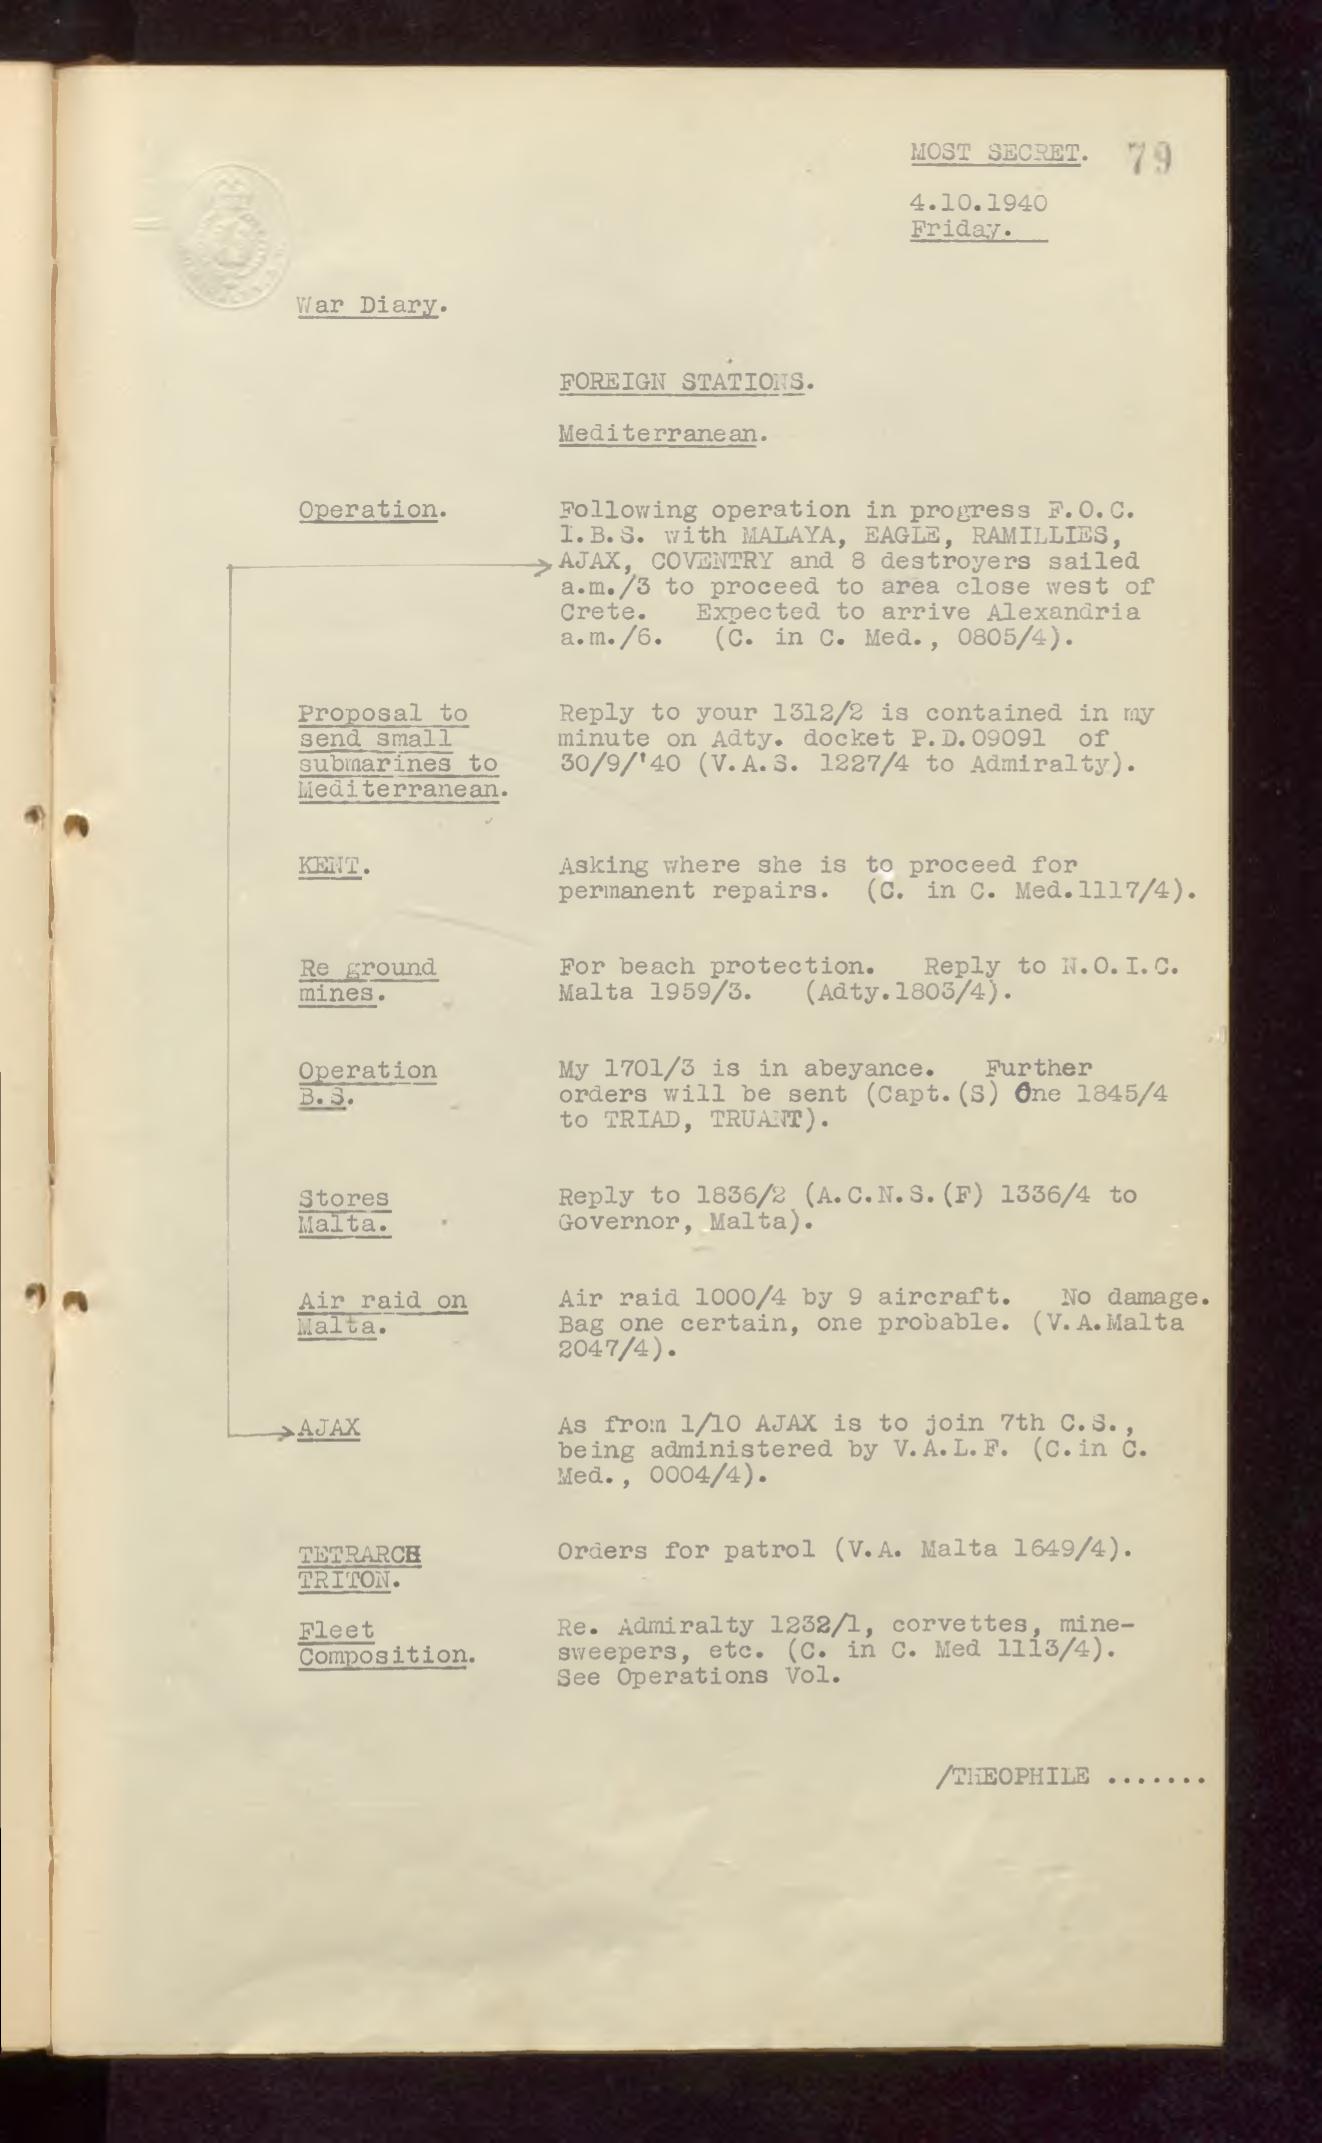 MOST SECRET. 79
4.10.1940
Friday.
War Diary.
FOREIGN STATIONS.
Mediterranean.
Operation. Following operation in progress F.O.C.
1.B.S. with MALAYA, EAGLE, RAMILLIES,
AJAX, COVENTRY and 8 destroyers sailed
a.m./3 to proceed to area close west of
Crete. Expected to arrive Alexandria
a.m./6. (C. in C. Med., 0805/4).
Proposal to Reply to your 1312/2 is contained in my
send small minute on Adty. docket P.D.09091 of
submarines to 30/9/'40 (V.A.S. 1227/4 to Admiralty).
Mediterranean.
KENT. Asking where she is to proceed for
permanent repairs. (C. in C. Med.1117/4).
Re ground For beach protection. Reply to N.O.I.C.
mines. Malta 1959/3. (Adty.1803/4).
Operation My 1701/3 is in abeyance. Further
B.S. orders will be sent (Capt.(S) One 1845/4
to TRIAD, TRUANT).
Stores Reply to 1836/2 (A.C.N.S.(F) 1336/4 to
Malta. Governor, Malta).
Air raid on Air raid 1000/4 by 9 aircraft. No damage.
Malta. Bag one certain, one probable. (V.A.Malta
2047/4).
AJAX As from 1/10 AJAX is to join 7th C.S.,
being administered by V.A.L.F. (C.in C.
Med., 0004/4).
TETRARCH Orders for patrol (V.A. Malta 1649/4).
TRITON.
Fleet Re. Admiralty 1232/1, corvettes, mine-
Composition. sweepers, etc. (C. in C. Med 1113/4).
See Operations Vol.
/THEOPHILE .......